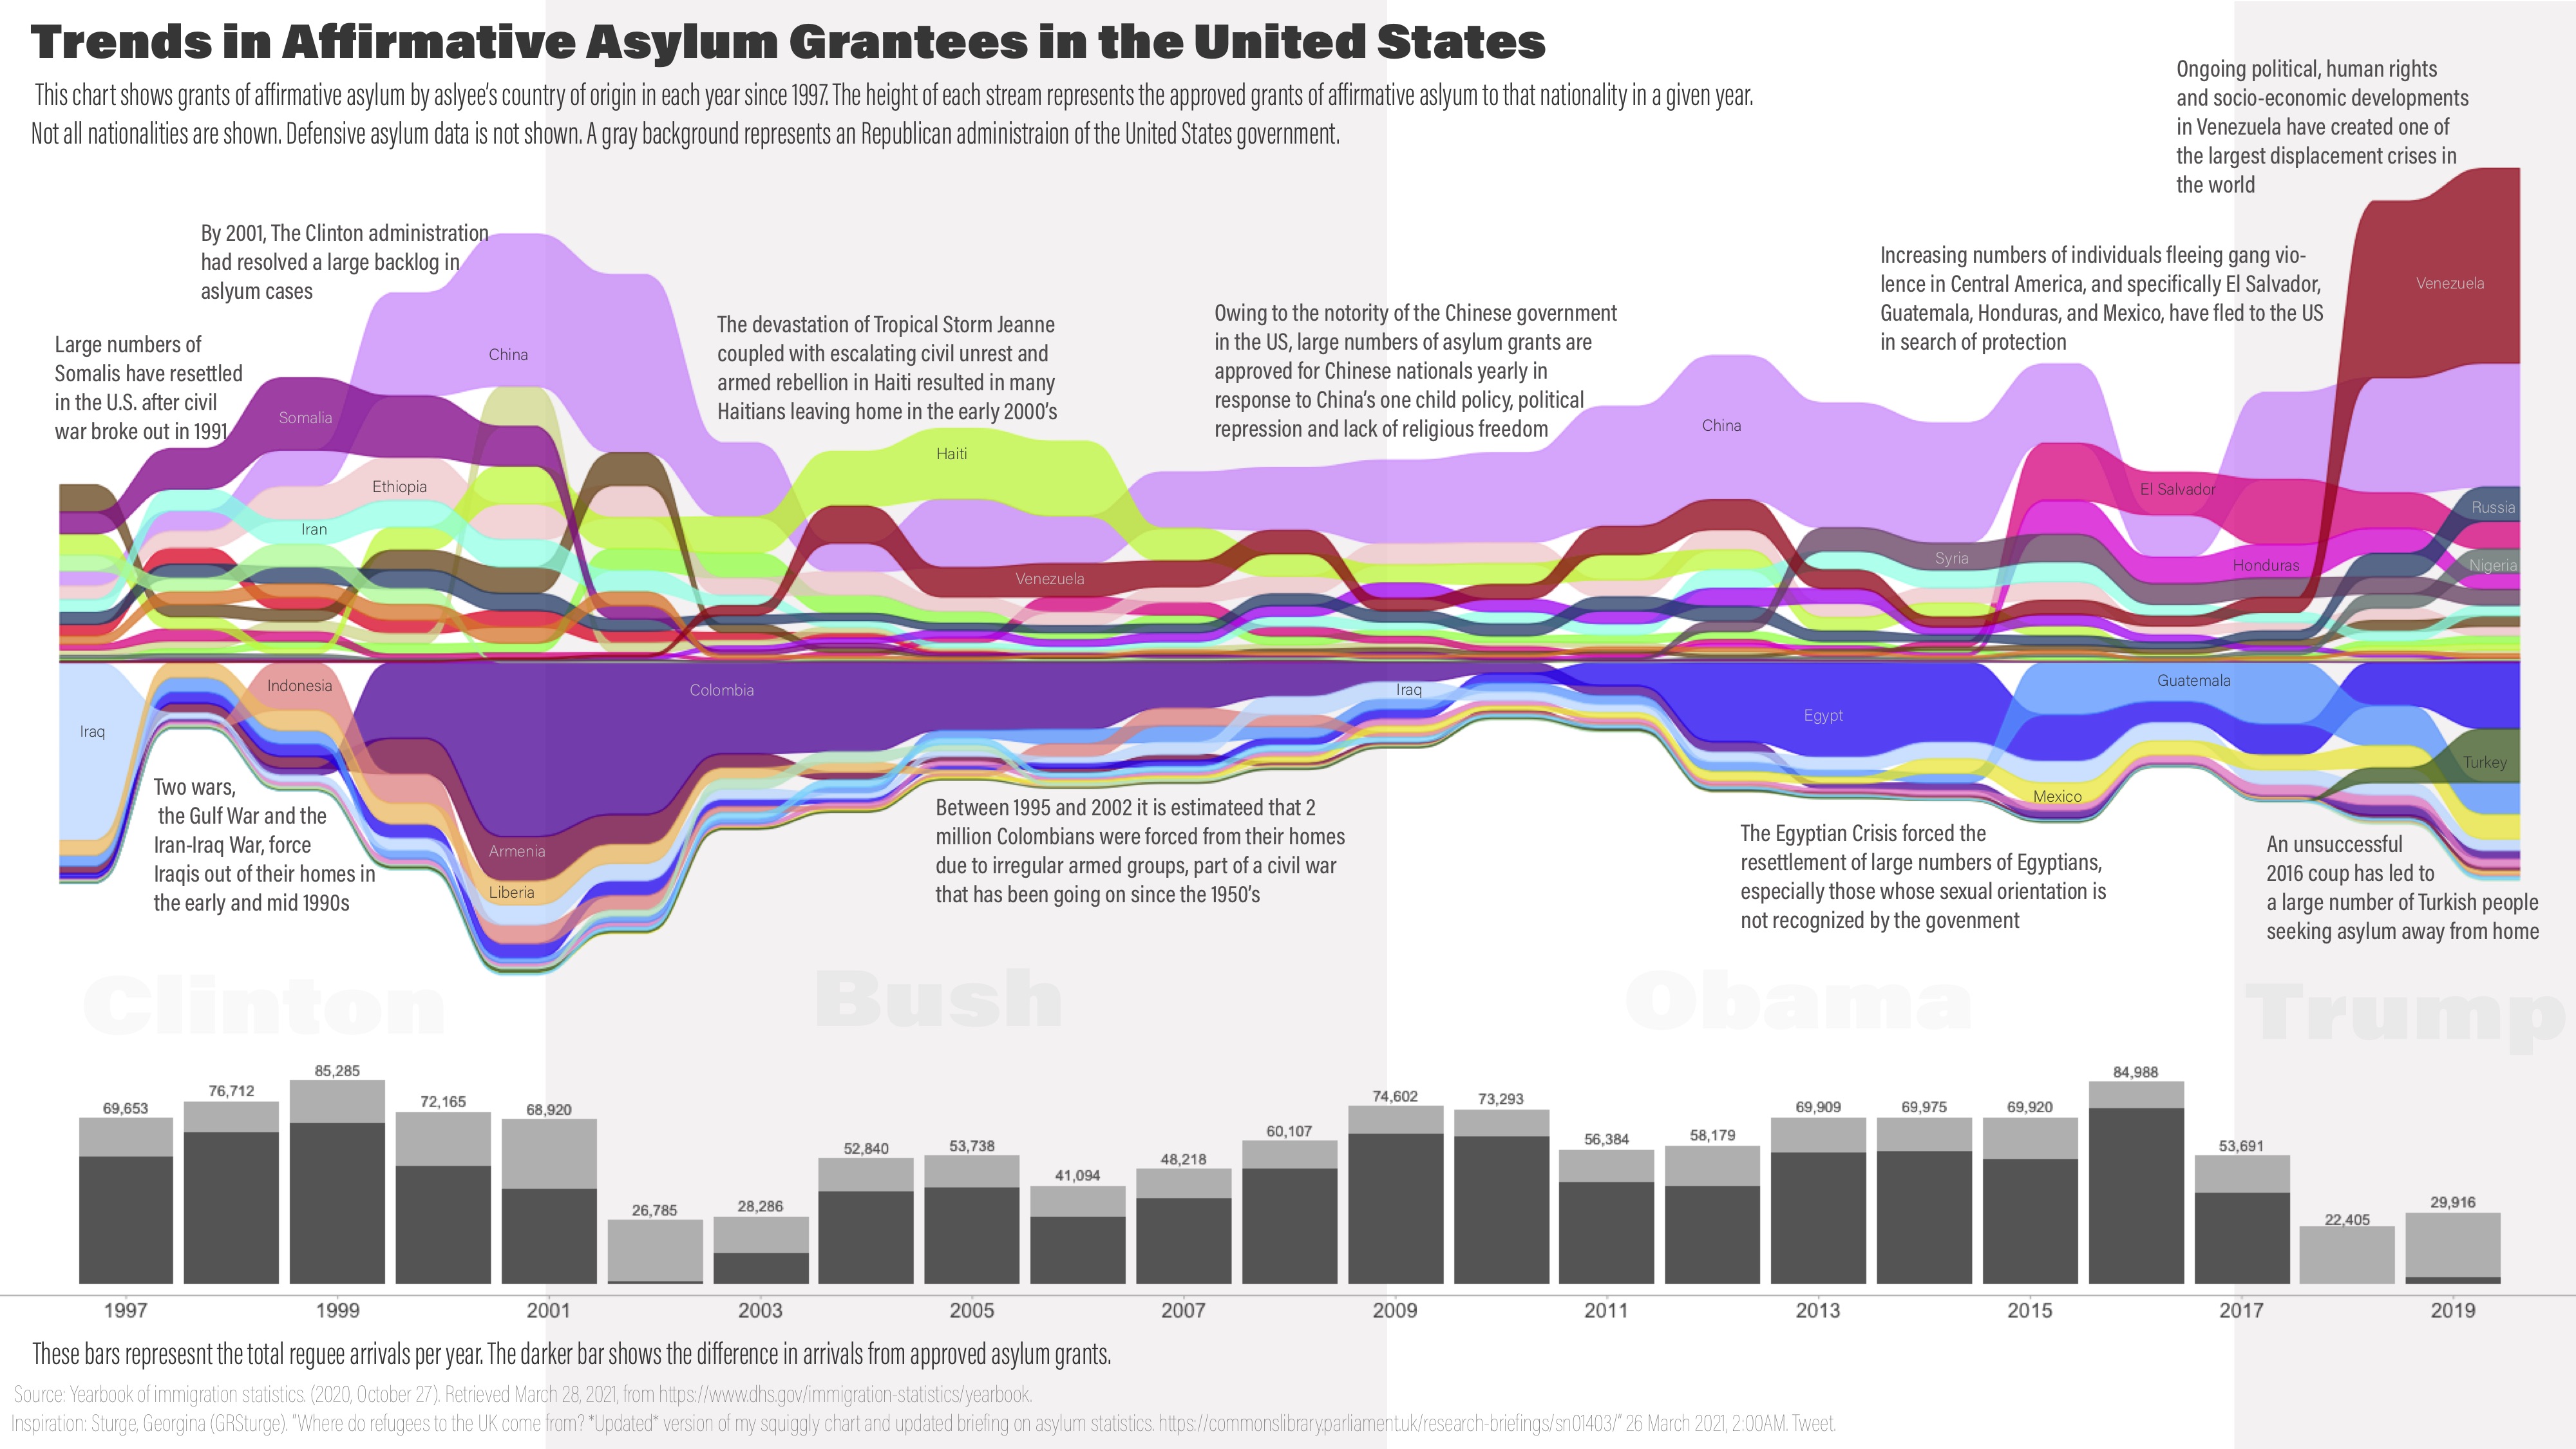 Trends in Affirmative Asylum Grantees in the United States
This chart shows grants of affirmative asylum by aslyee's country of origin in each year since 1997. The height of each stream represents the approved grants of affirmative aslyum to that nationality in a given year.
Not all nationalities are shown. Defensive asylum data is not shown. A gray background represents an Republican administraion of the United States government.
Ongoing political, human rights
and socio-economic developments
in Venezuela have created one of
the largest displacement crises in
the world
By 2001, The Clinton administration
had resolved a large backlog in
aslyum cases
Large numbers of
Somalis have resettled
in the U.S. after civil
war broke out in 1991
The devastation of Tropical Storm Jeanne
coupled with escalating civil unrest and
armed rebellion in Haiti resulted in many
Haitians leaving home in the early 2000's
Owing to the notority of the Chinese government
in the US, large numbers of asylum grants are
approved for Chinese nationals yearly in
response to China's one child policy, political
repression and lack of religious freedom
Increasing numbers of individuals fleeing gang vio-
lence in Central America, and specifically El Salvador,
Guatemala, Honduras, and Mexico, have fled to the US
in search of protection
China
Somalia
Ethiopia
Iran
Haiti
Venezuela
China
Syria
El Salvador
Honduras
Venezuela
Russia
Nigeria
Iraq
Indonesia
Colombia
Armenia
Liberia
Iraq
Egypt
Guatemala
Mexico
Turkey
Two wars,
the Gulf War and the
Iran-Iraq War, force
Iraqis out of their homes in
the early and mid 1990s
Between 1995 and 2002 it is estimateed that 2
million Colombians were forced from their homes
due to irregular armed groups, part of a civil war
that has been going on since the 1950's
The Egyptian Crisis forced the
resettlement of large numbers of Egyptians,
especially those whose sexual orientation is
not recognized by the govenment
An unsuccessful
2016 coup has led to
a large number of Turkish people
seeking asylum away from home
Clinton
Bush
Obama
Trump
69,653
76,712
85,285
72,165
68,920
26,785
28,286
52,840
53,738
41,094
48,218
60,107
74,602
73,293
56,384
58,179
69,909
69,975
69,920
84,988
53,691
22,405
29,916
1997
1999
2001
2003
2005
2007
2009
2011
2013
2015
2017
2019
These bars represesnt the total reguee arrivals per year. The darker bar shows the difference in arrivals from approved asylum grants.
Source: Yearbook of immigration statistics. (2020, October 27). Retrieved March 28, 2021, from https://www.dhs.gov/immigration-statistics/yearbook.
Inspiration: Sturge, Georgina (GRSturge). "Where do refugees to the UK come from? *Updated* version of my squiggly chart and updated briefing on asylum statistics. https://commonslibrary.parliament.uk/research-briefings/sn01403/" 26 March 2021, 2:00AM. Tweet.